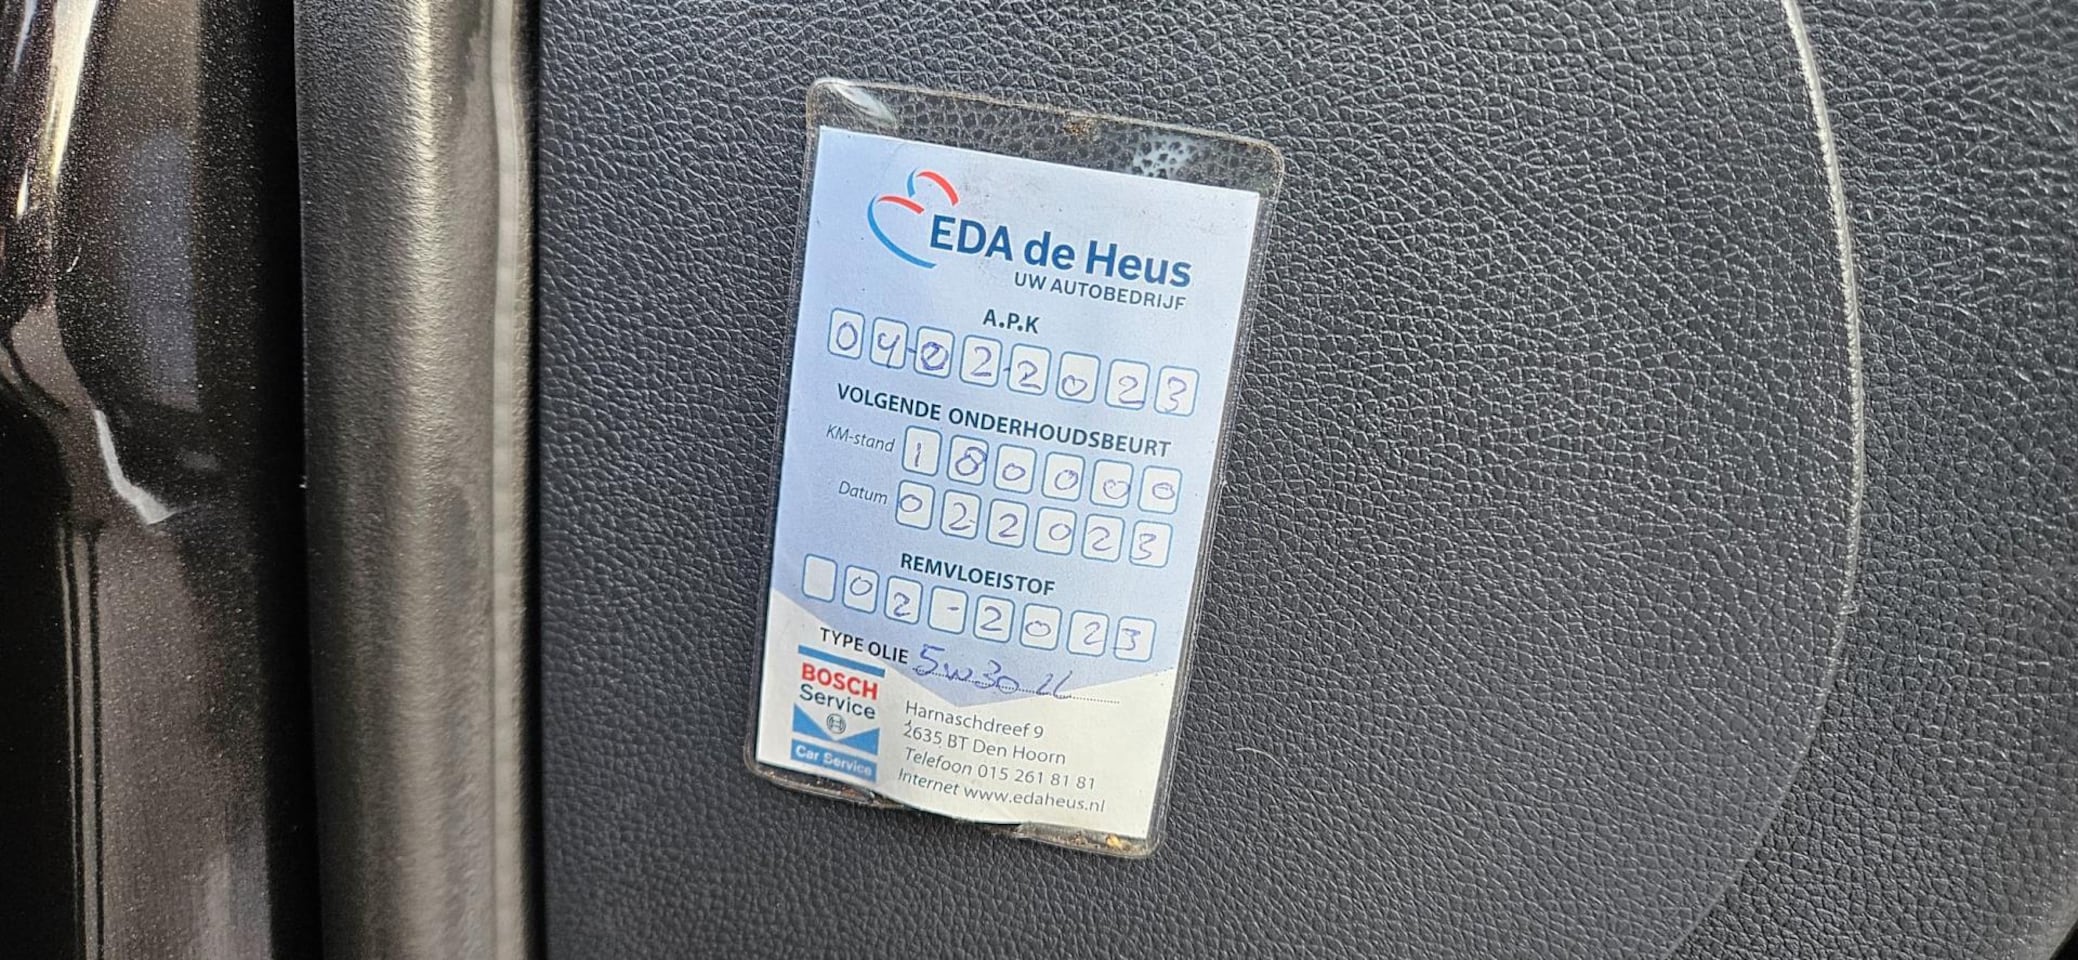 EDA de Heus
UW AUTOBEDRIJF
A.P.K
04-02-2023
VOLGENDE ONDERHOUDSBEURT
KM-stand 180000
Datum 022023
REMVLOEISTOF
02-2023
TYPE OLIE 5w30 LL
BOSCH
Service
Car Service
Harnaschdreef 9
2635 BT Den Hoorn
Telefoon 015 261 81 81
Internet www.edaheus.nl